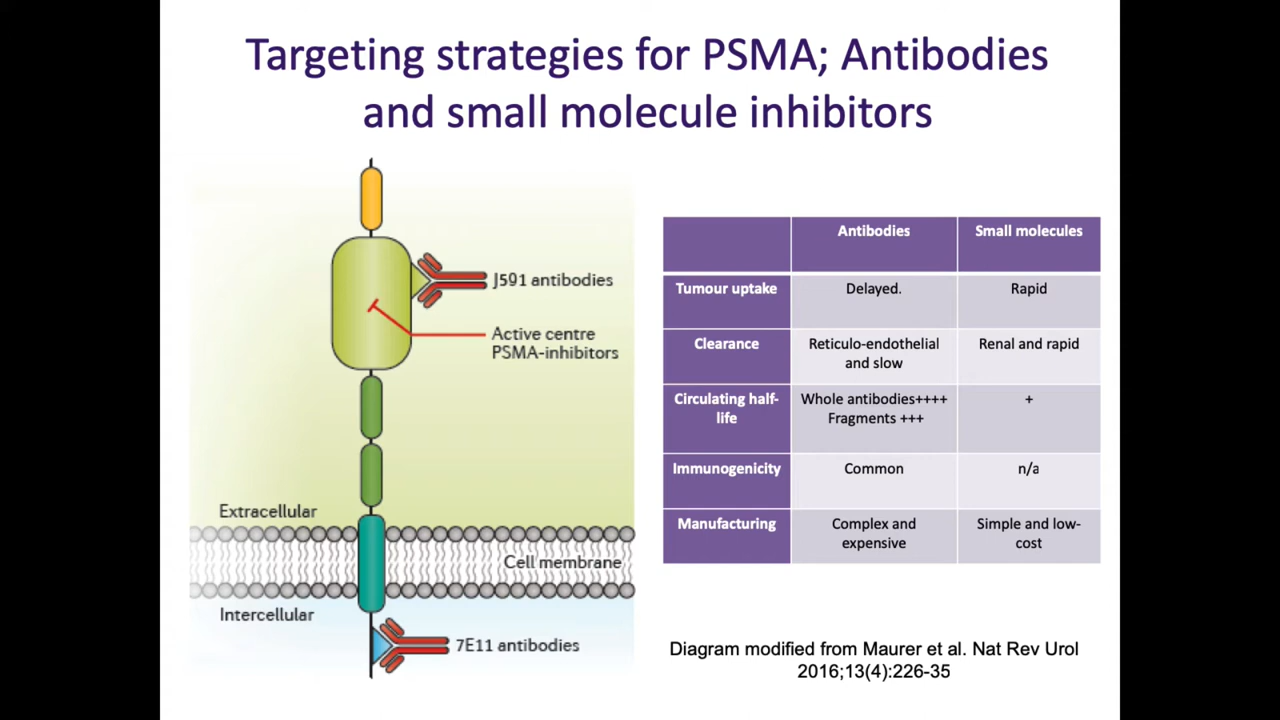 Targeting strategies for PSMA; Antibodies
and small molecule inhibitors
J591 antibodies
Active centre
PSMA-inhibitors
Extracellular
Cell membrane
Intercellular
7E11 antibodies
Antibodies Small molecules
Tumour uptake Delayed. Rapid
Clearance Reticulo-endothelial Renal and rapid
and slow
Circulating half- Whole antibodies++++ +
life Fragments +++
Immunogenicity Common n/a
Manufacturing Complex and Simple and low-
expensive cost
Diagram modified from Maurer et al. Nat Rev Urol
2016;13(4):226-35